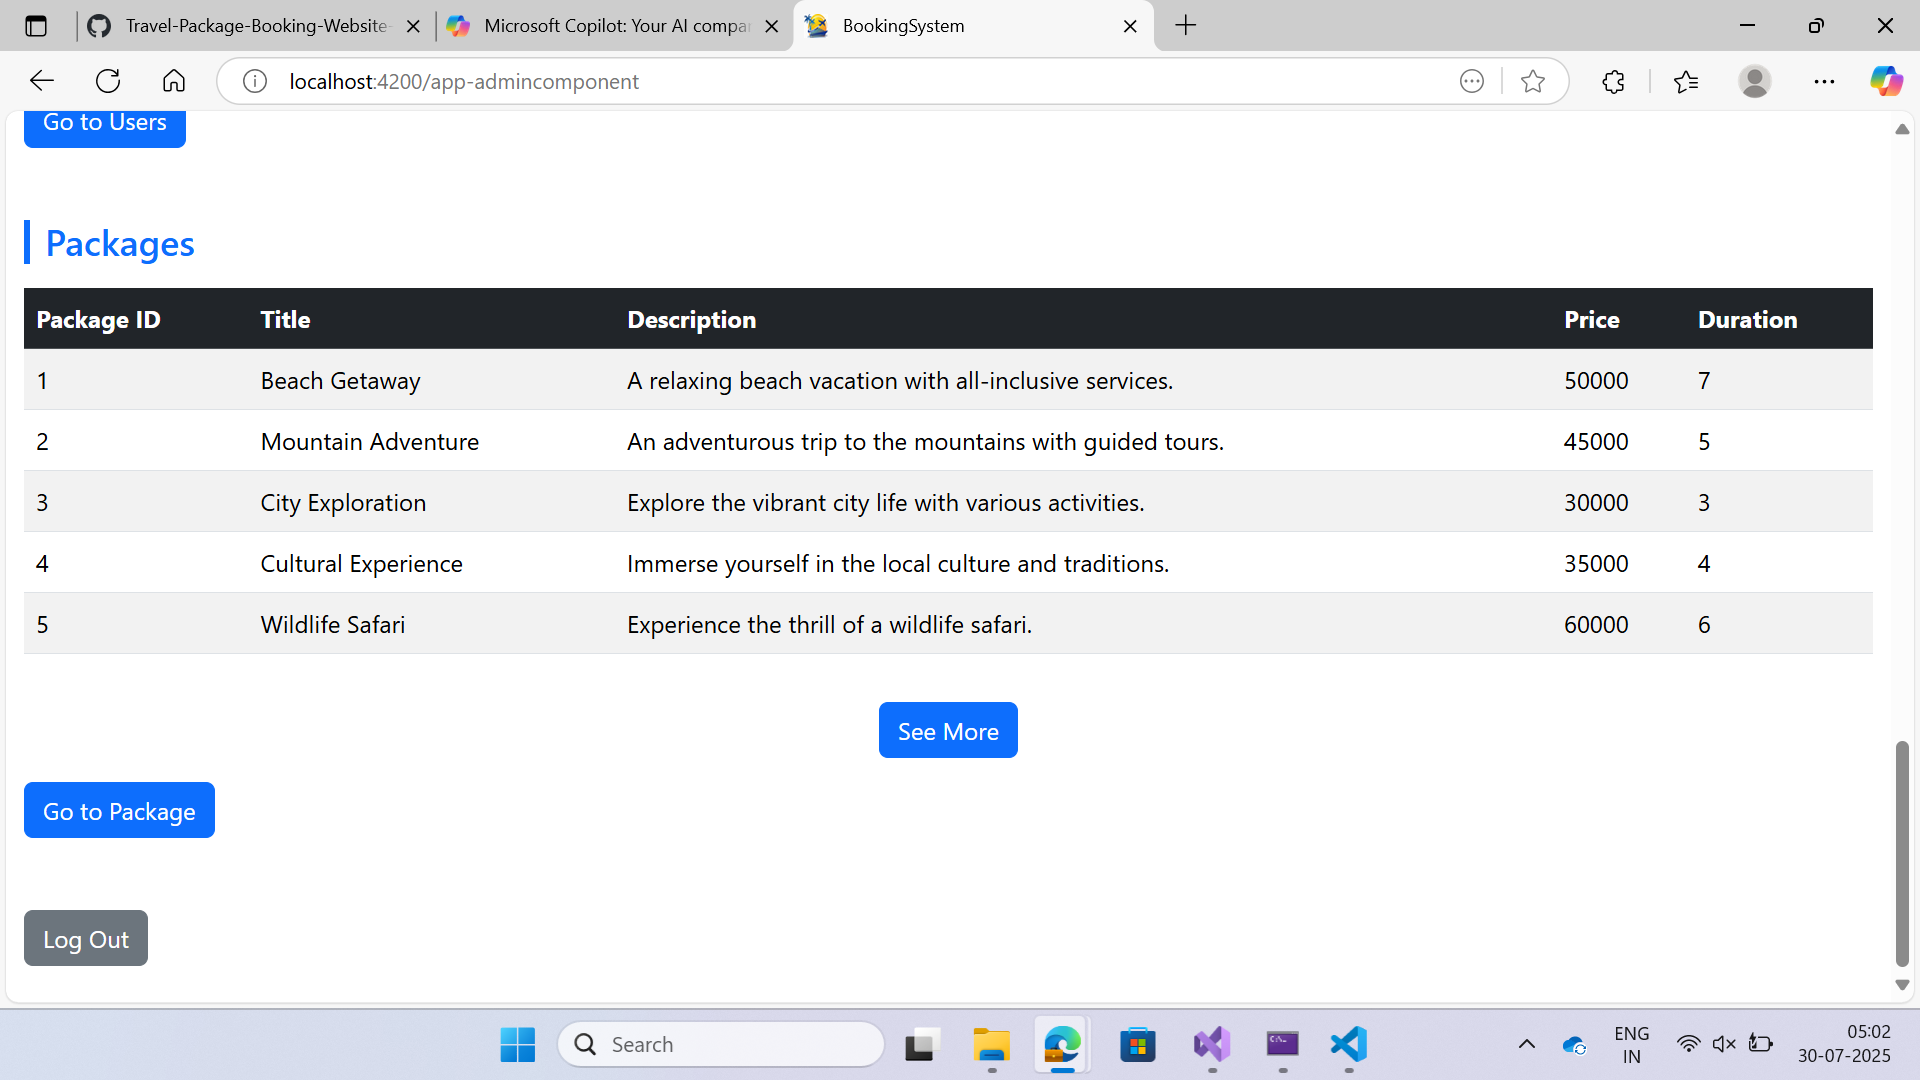 Travel-Package-Booking-Website-
Microsoft Copilot: Your AI compa
BookingSystem
localhost:4200/app-admincomponent
Go to Users
Packages
Package ID Title Description Price Duration
1 Beach Getaway A relaxing beach vacation with all-inclusive services. 50000 7
2 Mountain Adventure An adventurous trip to the mountains with guided tours. 45000 5
3 City Exploration Explore the vibrant city life with various activities. 30000 3
4 Cultural Experience Immerse yourself in the local culture and traditions. 35000 4
5 Wildlife Safari Experience the thrill of a wildlife safari. 60000 6
See More
Go to Package
Log Out
Search
ENG
IN
05:02
30-07-2025